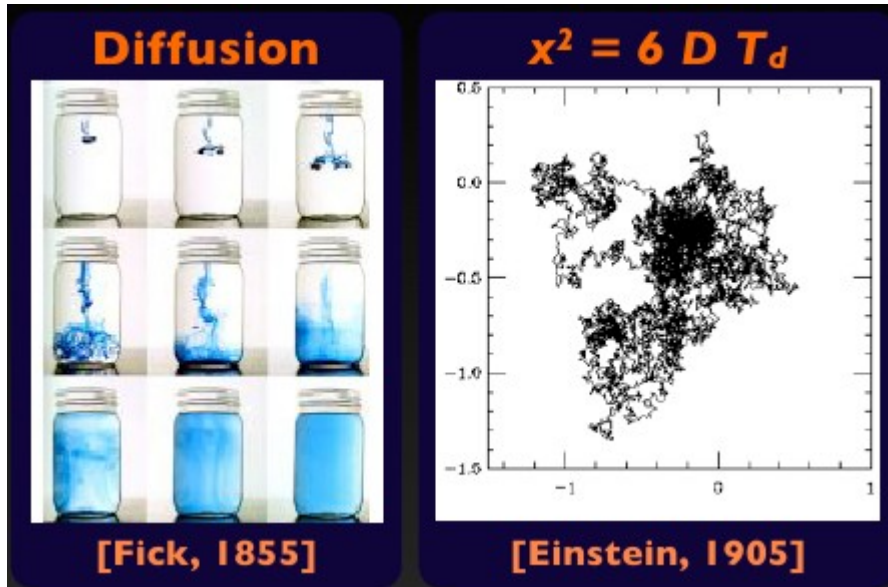 Diffusion
[Fick, 1855]
x² = 6 D T_d
0.5
0.0
−0.5
−1.0
−1.5
−1
0
1
[Einstein, 1905]